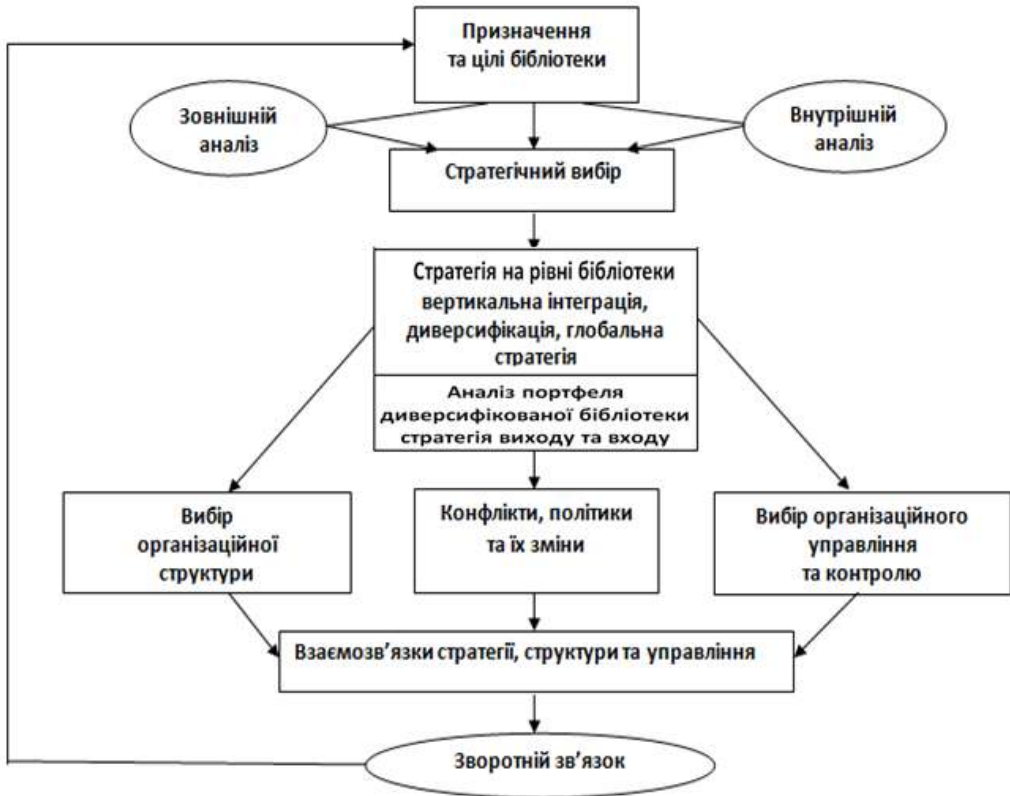 Призначення
та цілі бібліотеки
Зовнішній
аналіз
Внутрішній
аналіз
Стратегічний вибір
Стратегія на рівні бібліотеки
вертикальна інтеграція,
диверсифікація, глобальна
стратегія
Аналіз портфеля
диверсифікованої бібліотеки
стратегія виходу та входу
Вибір
організаційної
структури
Конфлікти, політики
та їх зміни
Вибір організаційного
управління
та контролю
Взаємозв’язки стратегії, структури та управління
Зворотній зв’язок